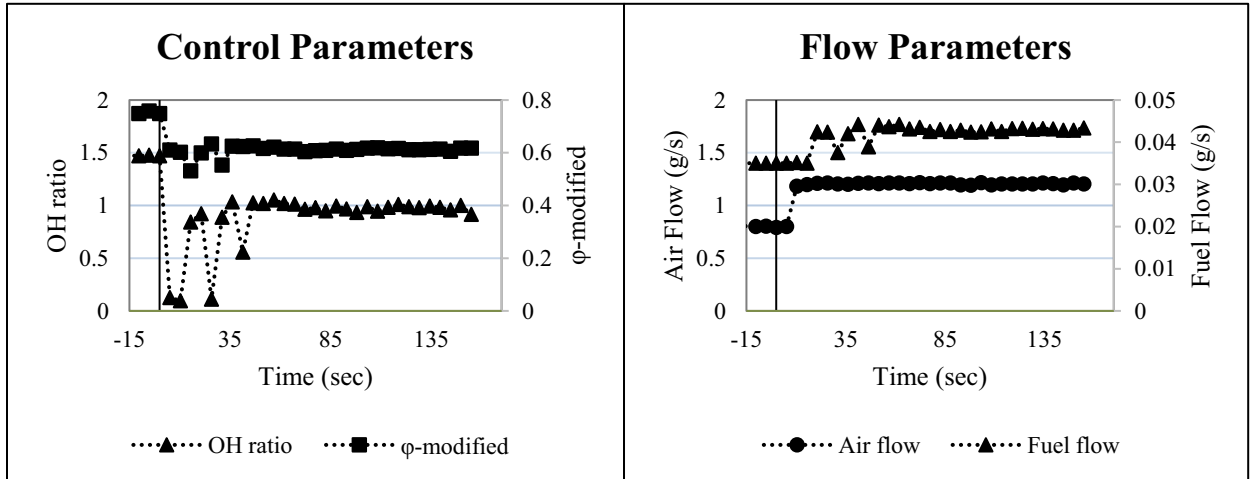 Control Parameters
2
1.5
1
0.5
0
0.8
0.6
0.4
0.2
0
OH ratio
φ-modified
-15 35 85 135
Time (sec)
OH ratio φ-modified
Flow Parameters
2
1.5
1
0.5
0
0.05
0.04
0.03
0.02
0.01
0
Air Flow (g/s)
Fuel Flow (g/s)
-15 35 85 135
Time (sec)
Air flow Fuel flow